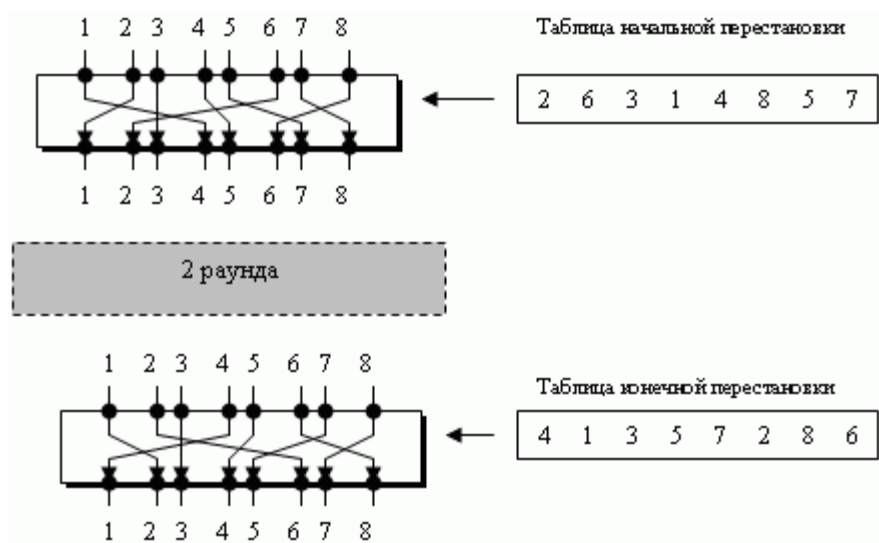 1 2 3 4 5 6 7 8
Таблица начальной перестановки
2 6 3 1 4 8 5 7
1 2 3 4 5 6 7 8
2 раунда
1 2 3 4 5 6 7 8
Таблица конечной перестановки
4 1 3 5 7 2 8 6
1 2 3 4 5 6 7 8